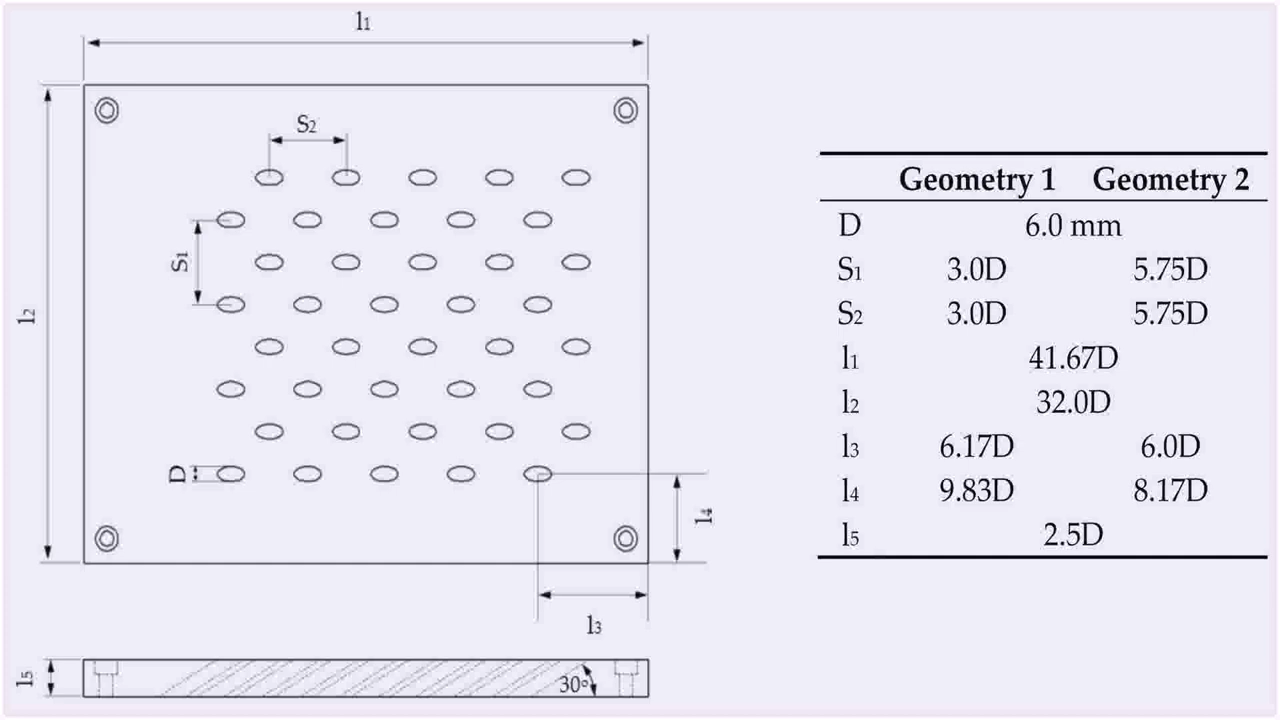 l1
S2
S1
l2
D
l4
l3
l5
30°
Geometry 1 Geometry 2
D 6.0 mm
S1 3.0D 5.75D
S2 3.0D 5.75D
l1 41.67D
l2 32.0D
l3 6.17D 6.0D
l4 9.83D 8.17D
l5 2.5D